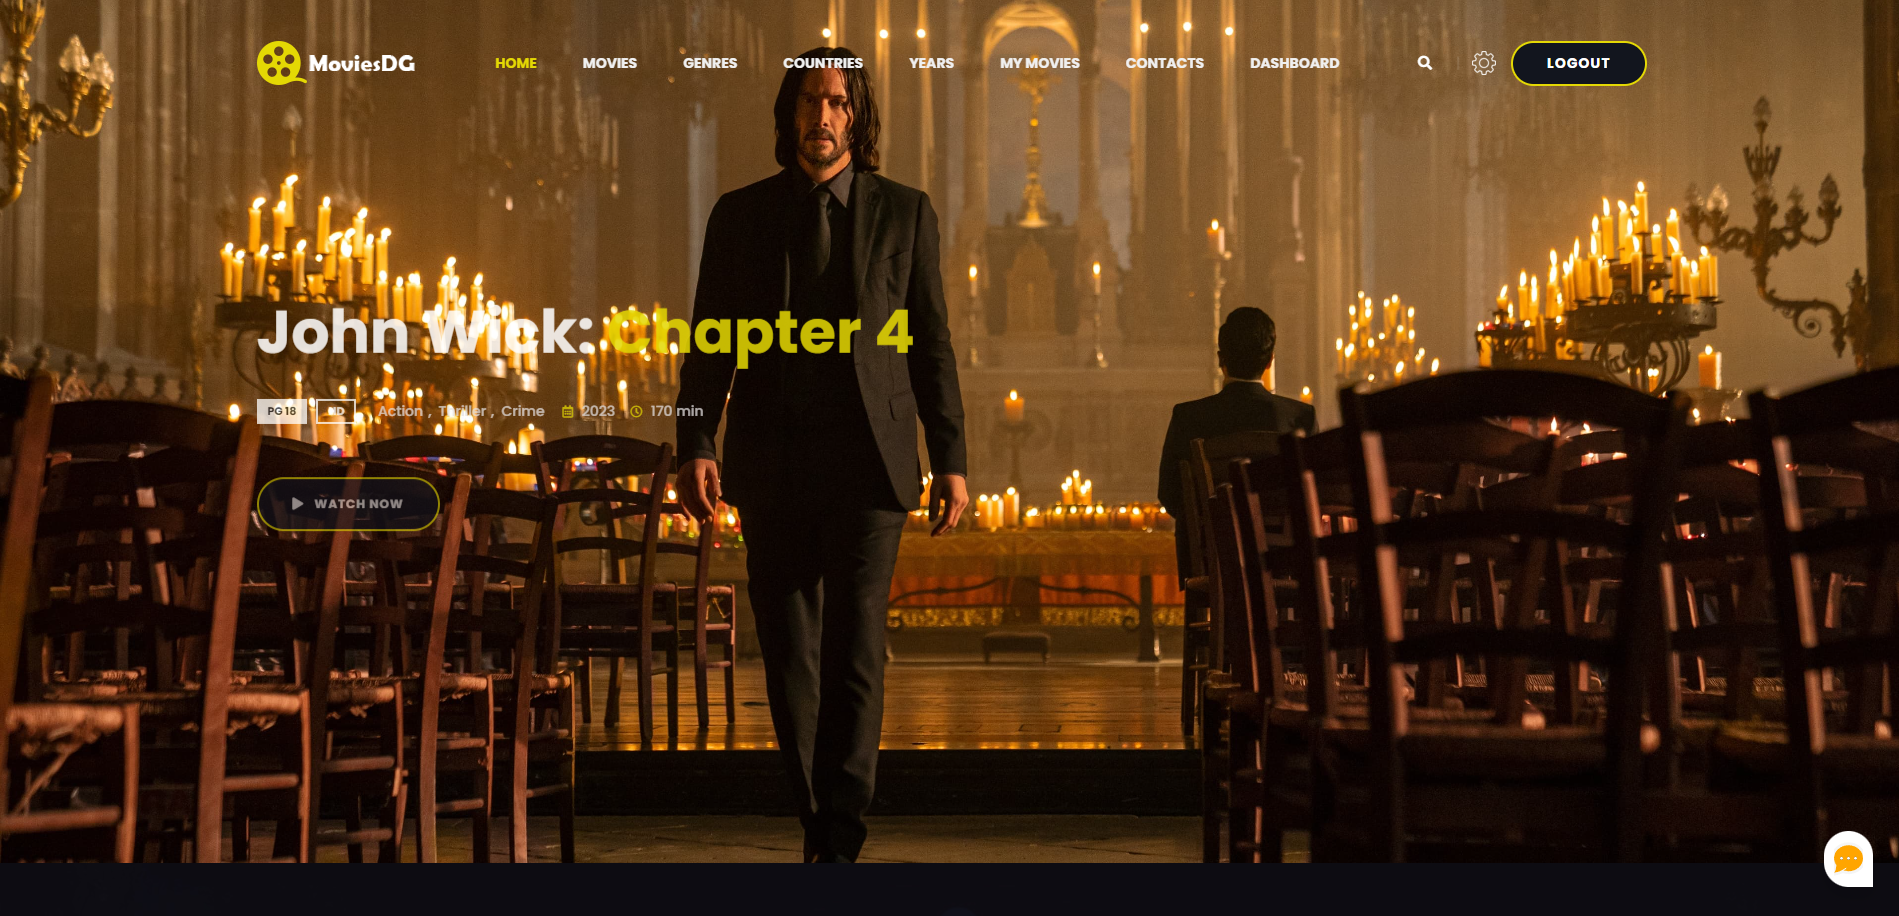 MoviesDG
HOME MOVIES GENRES COUNTRIES YEARS MY MOVIES CONTACTS DASHBOARD LOGOUT
John Wick: Chapter 4
PG 18 HD Action , Thriller , Crime 2023 170 min
WATCH NOW